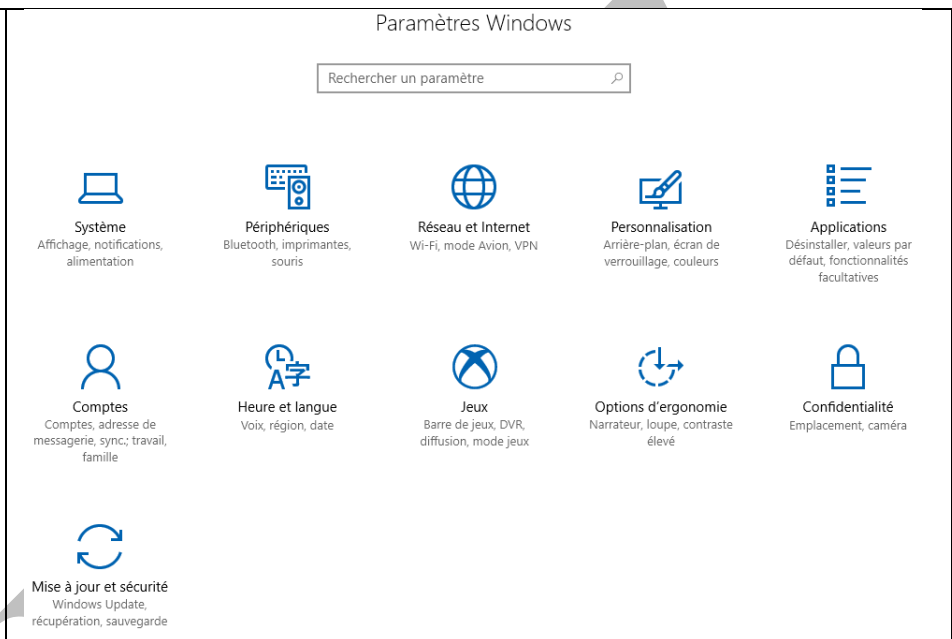 Paramètres Windows
Rechercher un paramètre
Système
Affichage, notifications,
alimentation
Périphériques
Bluetooth, imprimantes,
souris
Réseau et Internet
Wi-Fi, mode Avion, VPN
Personnalisation
Arrière-plan, écran de
verrouillage, couleurs
Applications
Désinstaller, valeurs par
défaut, fonctionnalités
facultatives
Comptes
Comptes, adresse de
messagerie, sync.; travail,
famille
A字
Heure et langue
Voix, région, date
Jeux
Barre de jeux, DVR,
diffusion, mode jeux
Options d'ergonomie
Narrateur, loupe, contraste
élevé
Confidentialité
Emplacement, caméra
Mise à jour et sécurité
Windows Update,
récupération, sauvegarde